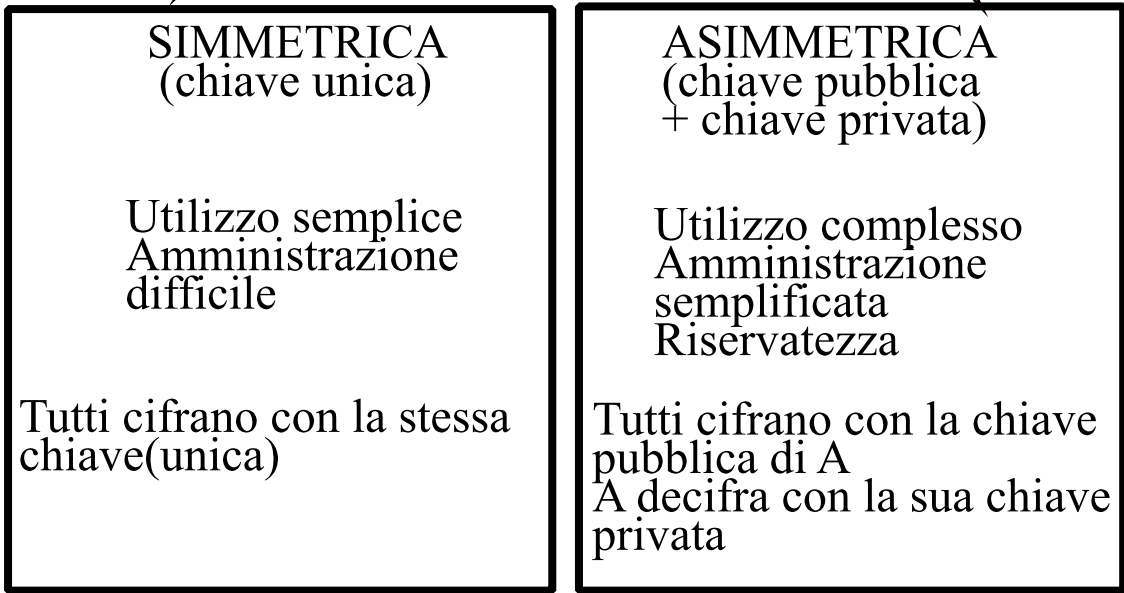 SIMMETRICA
(chiave unica)
Utilizzo semplice
Amministrazione
difficile
Tutti cifrano con la stessa
chiave(unica)
ASIMMETRICA
(chiave pubblica
+ chiave privata)
Utilizzo complesso
Amministrazione
semplificata
Riservatezza
Tutti cifrano con la chiave
pubblica di A
A decifra con la sua chiave
privata